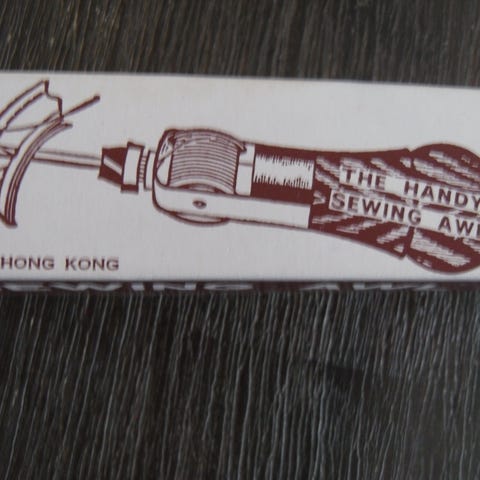 THE HANDY
SEWING AW
HONG KONG